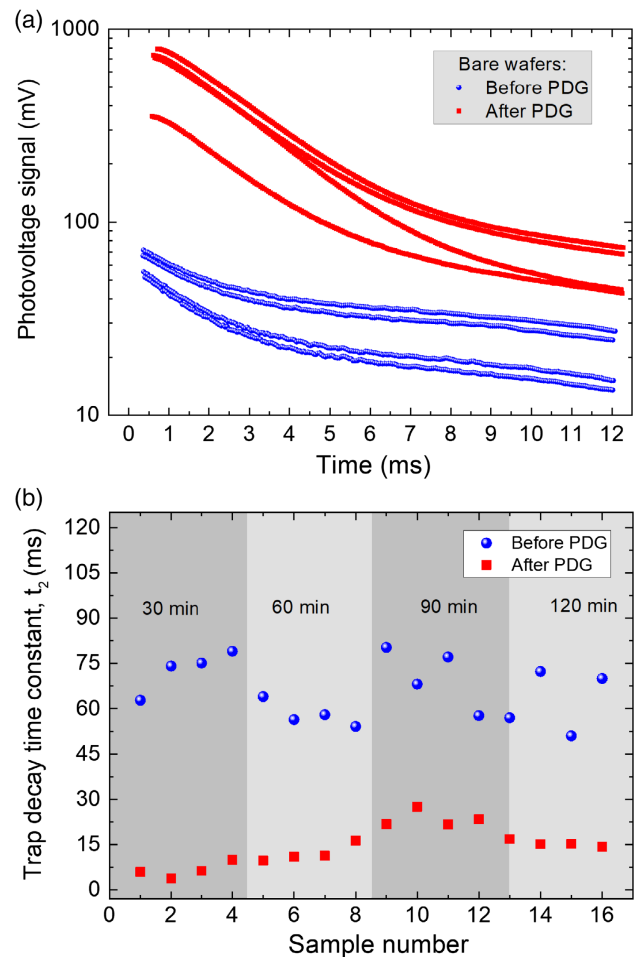 (a)
1000
100
10
Photovoltage signal (mV)
Bare wafers:
Before PDG
After PDG
0 1 2 3 4 5 6 7 8 9 10 11 12
Time (ms)
(b)
120
105
90
75
60
45
30
15
0
Trap decay time constant, t₂ (ms)
Before PDG
After PDG
30 min 60 min 90 min 120 min
0 2 4 6 8 10 12 14 16
Sample number